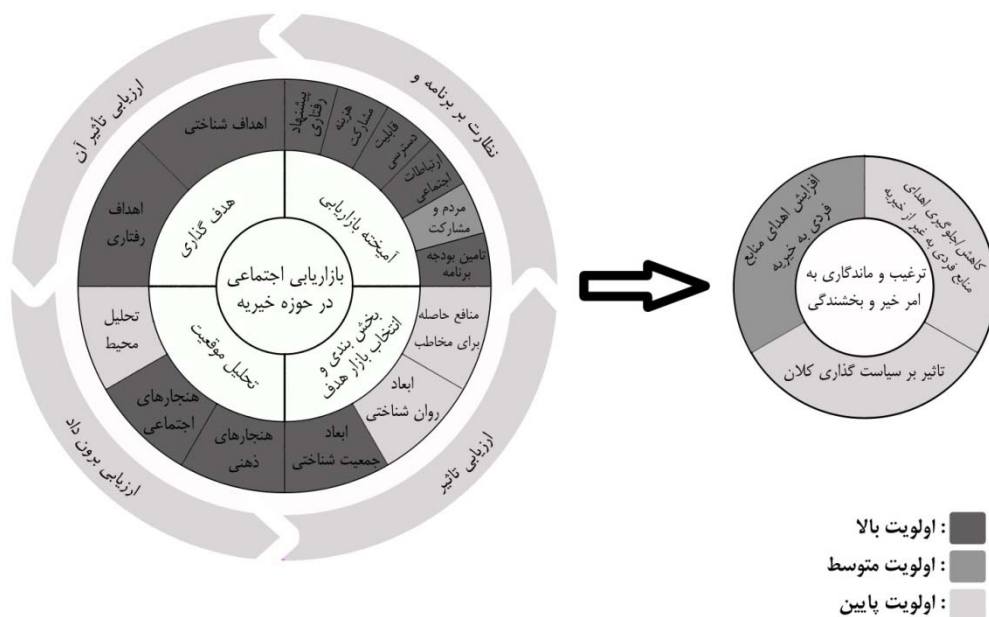 نظارت بر برنامه و
ارزیابی تأثیر آن
ارزیابی تاثیر
ارزیابی برون داد
بازاریابی اجتماعی
در حوزه خیریه
آمیخته بازاریابی
هدف گذاری
تحلیل موقعیت
بخش بندی و
انتخاب بازار هدف
پیشنهاد
رفتاری
هزینه
مشارکت
قابلیت
دسترسی
ارتباطات
اجتماعی
مردم و
مشارکت
تامین بودجه
برنامه
منافع حاصله
برای مخاطب
ابعاد
روان شناختی
ابعاد
جمعیت شناختی
هنجارهای
ذهنی
هنجارهای
اجتماعی
تحلیل
محیط
اهداف
رفتاری
اهداف شناختی
ترغیب و ماندگاری به
امر خیر و بخشندگی
کاهش اجلوگیری اهدای
منابع فردی به غیر از خیریه
افزایش اهدای منابع
فردی به خیریه
تاثیر بر سیاست گذاری کلان
: اولویت بالا
: اولویت متوسط
: اولویت پایین